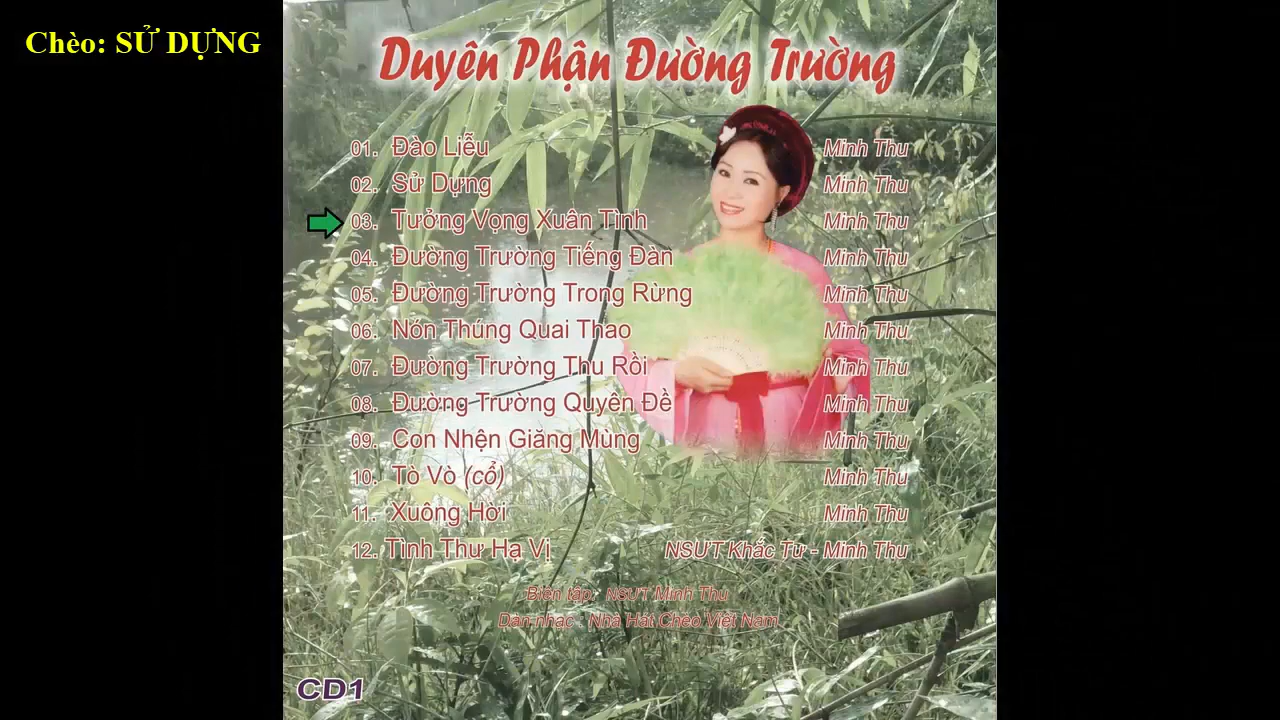 Chèo: SỬ DỰNG
Duyên Phận Đường Trường
01. Đào Liễu Minh Thu
02. Sử Dựng Minh Thu
03. Tưởng Vọng Xuân Tình Minh Thu
04. Đường Trường Tiếng Đàn Minh Thu
05. Đường Trường Trong Rừng Minh Thu
06. Nón Thúng Quai Thao Minh Thu
07. Đường Trường Thu Rồi Minh Thu
08. Đường Trường Quyên Đề Minh Thu
09. Con Nhện Giăng Mùng Minh Thu
10. Tò Vò (cổ) Minh Thu
11. Xuông Hời Minh Thu
12. Tình Thư Hạ Vị NSƯT Khắc Tư - Minh Thu
Biên tập: NSƯT Minh Thu
Dàn nhạc : Nhà Hát Chèo Việt Nam
CD1